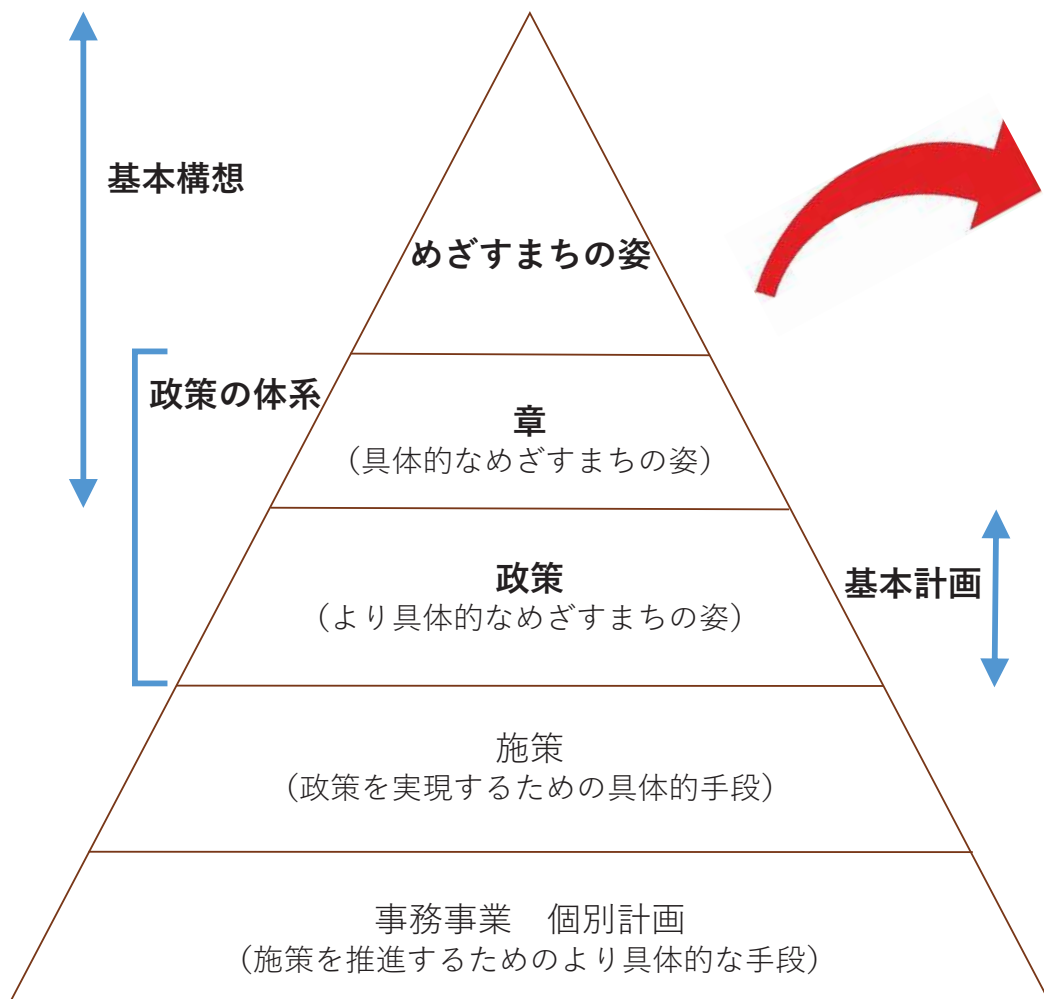 基本構想
めざすまちの姿
政策の体系
章
（具体的なめざすまちの姿）
政策
（より具体的なめざすまちの姿）
基本計画
施策
（政策を実現するための具体的手段）
事務事業　個別計画
（施策を推進するためのより具体的な手段）